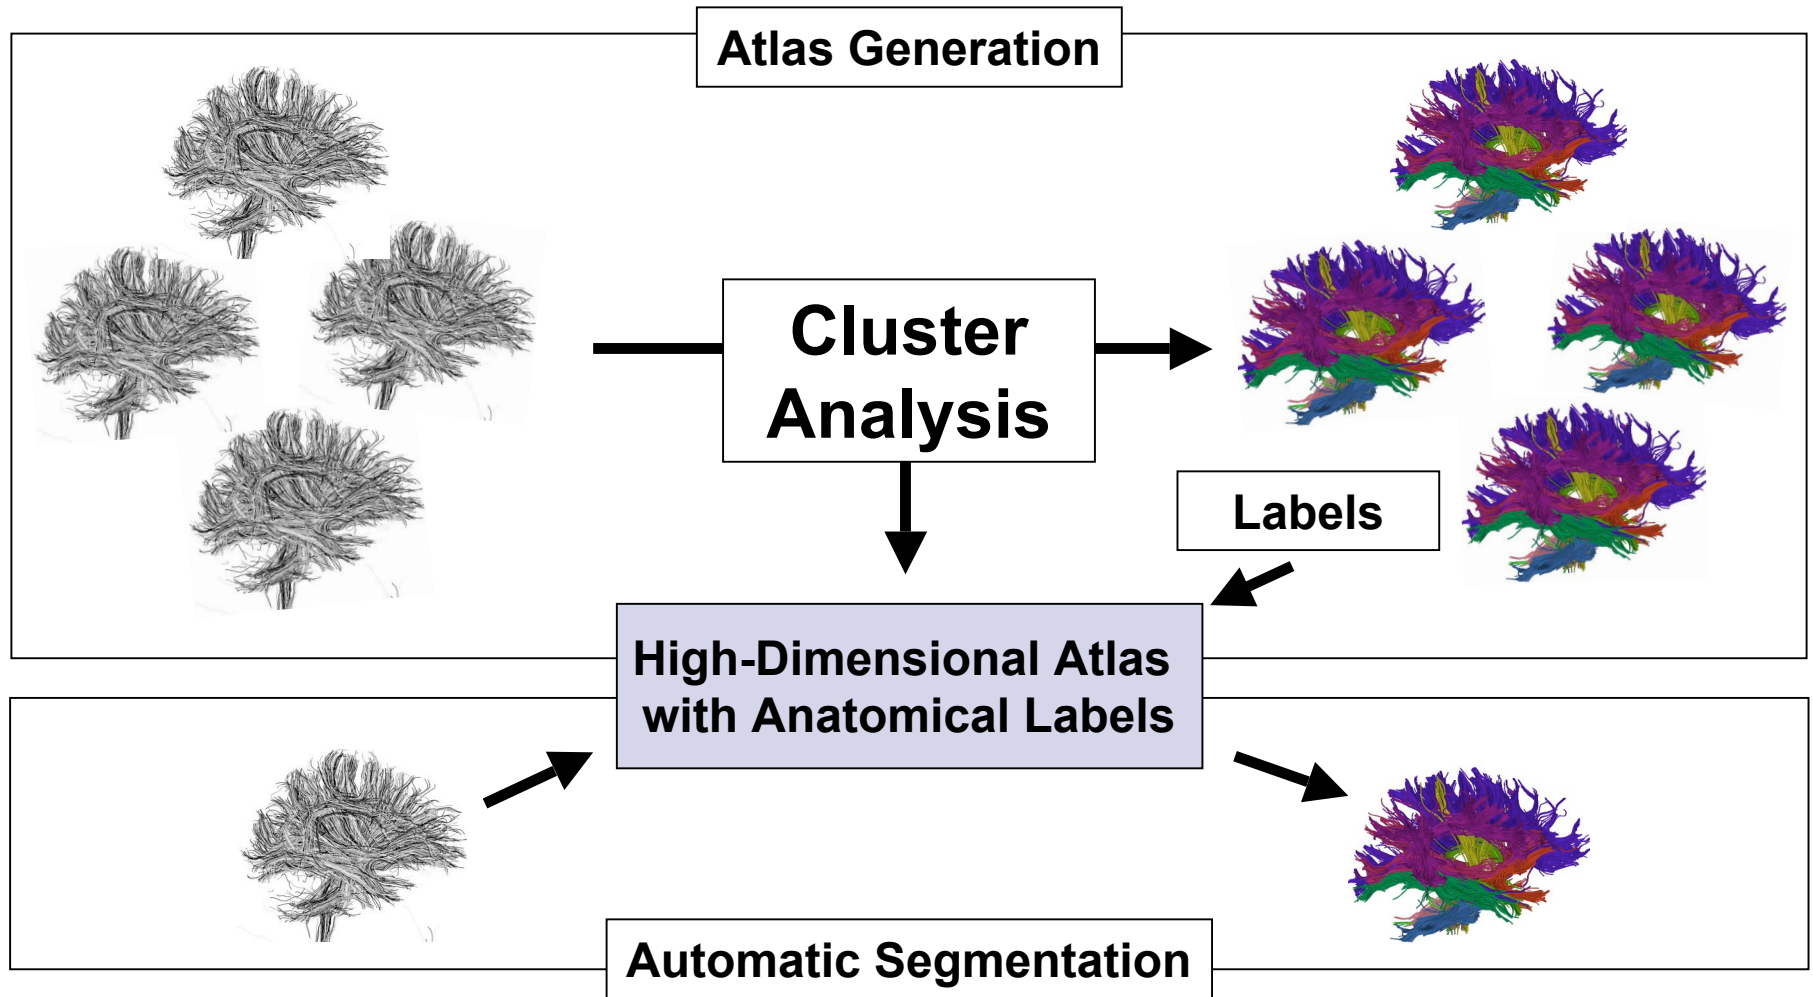 Atlas Generation
Cluster
Analysis
Labels
High-Dimensional Atlas
with Anatomical Labels
Automatic Segmentation